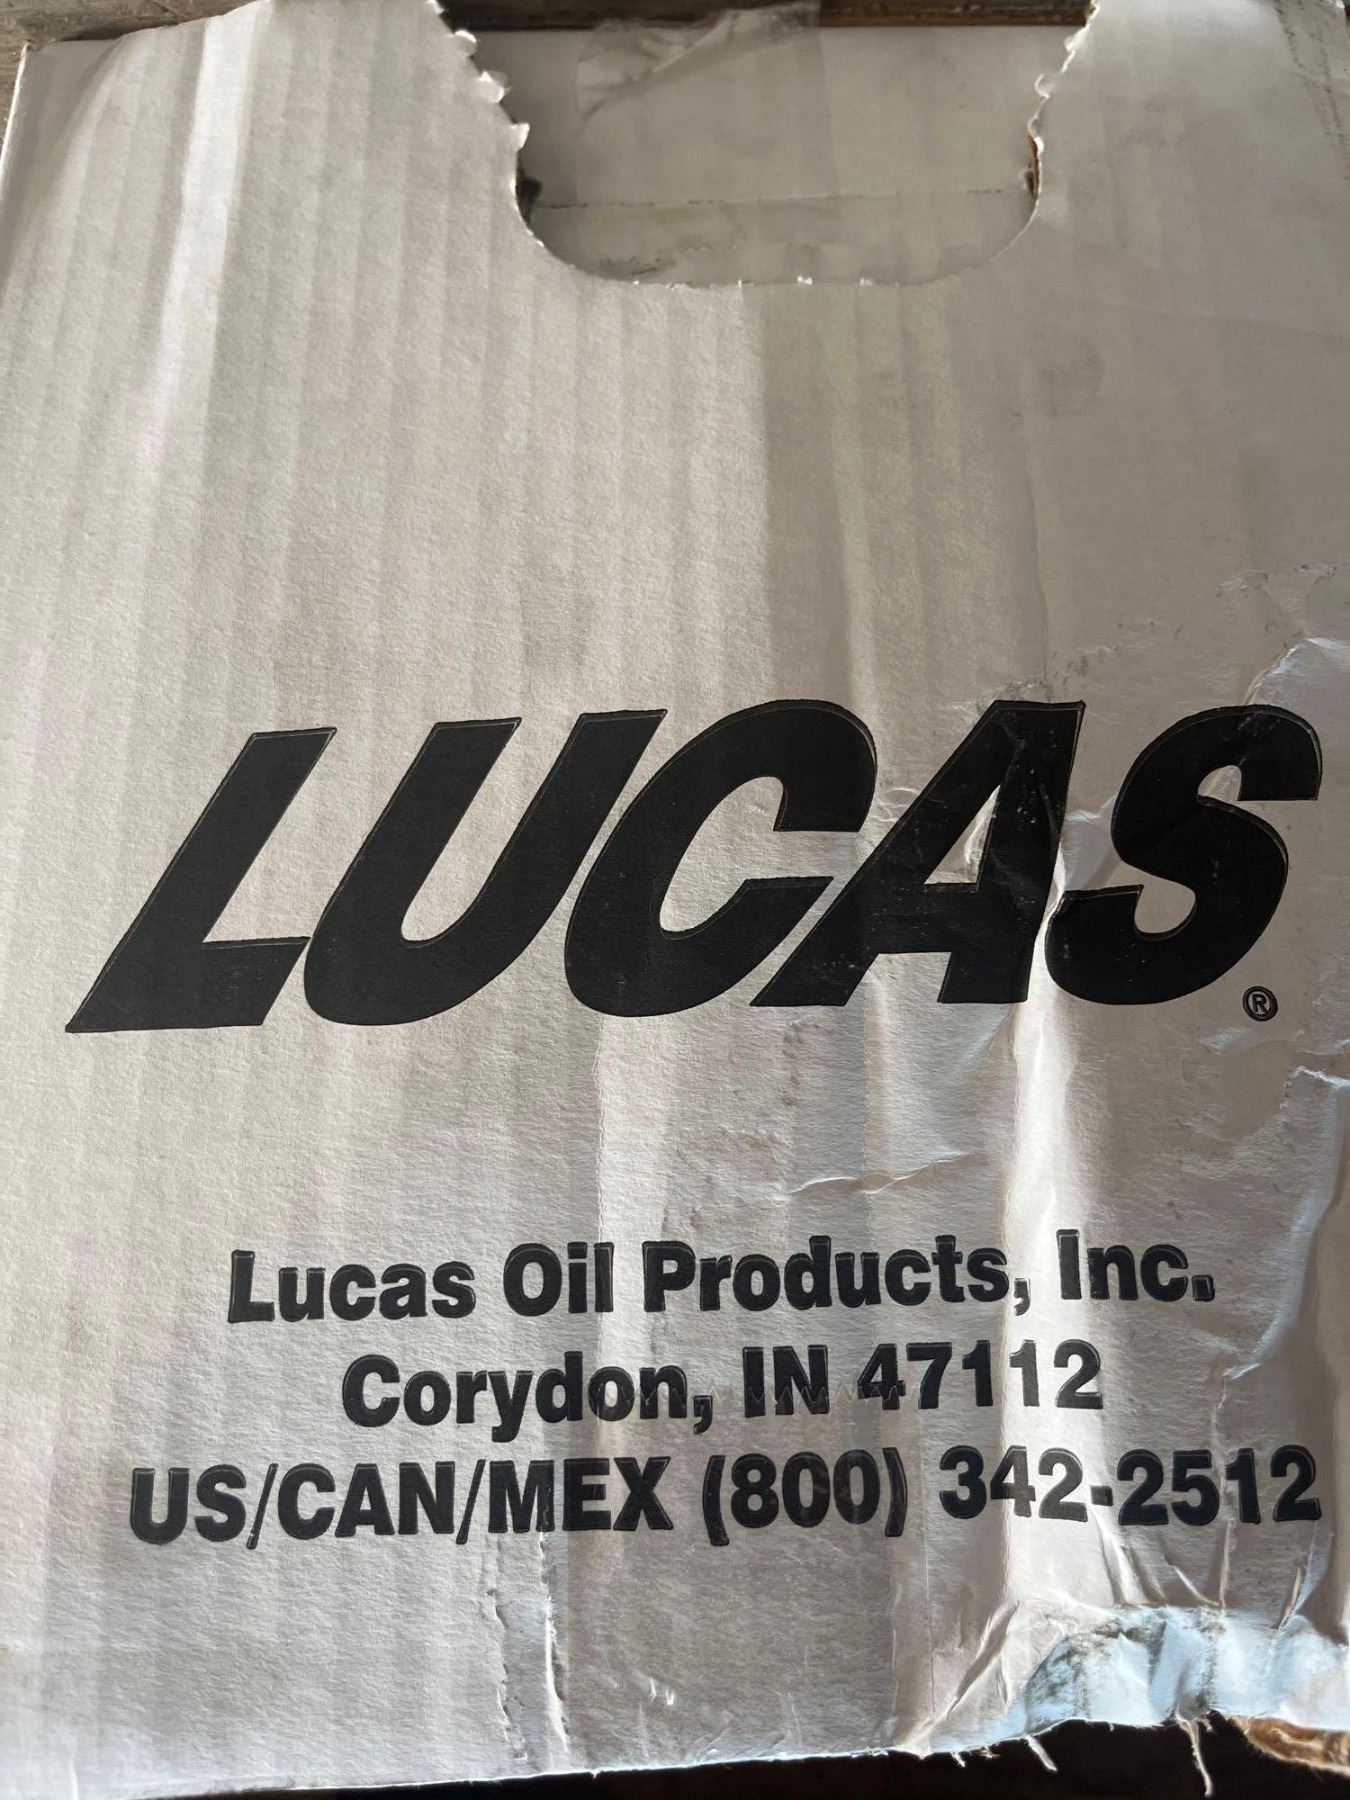 LUCAS®
Lucas Oil Products, Inc.
Corydon, IN 47112
US/CAN/MEX (800) 342-2512